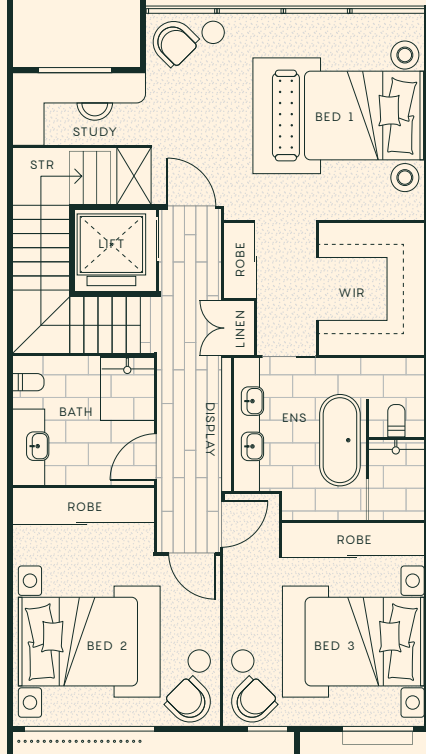 BED 1
STUDY
STR
LIFT
ROBE
WIR
LINEN
BATH
DISPLAY
ENS
ROBE
ROBE
BED 2
BED 3